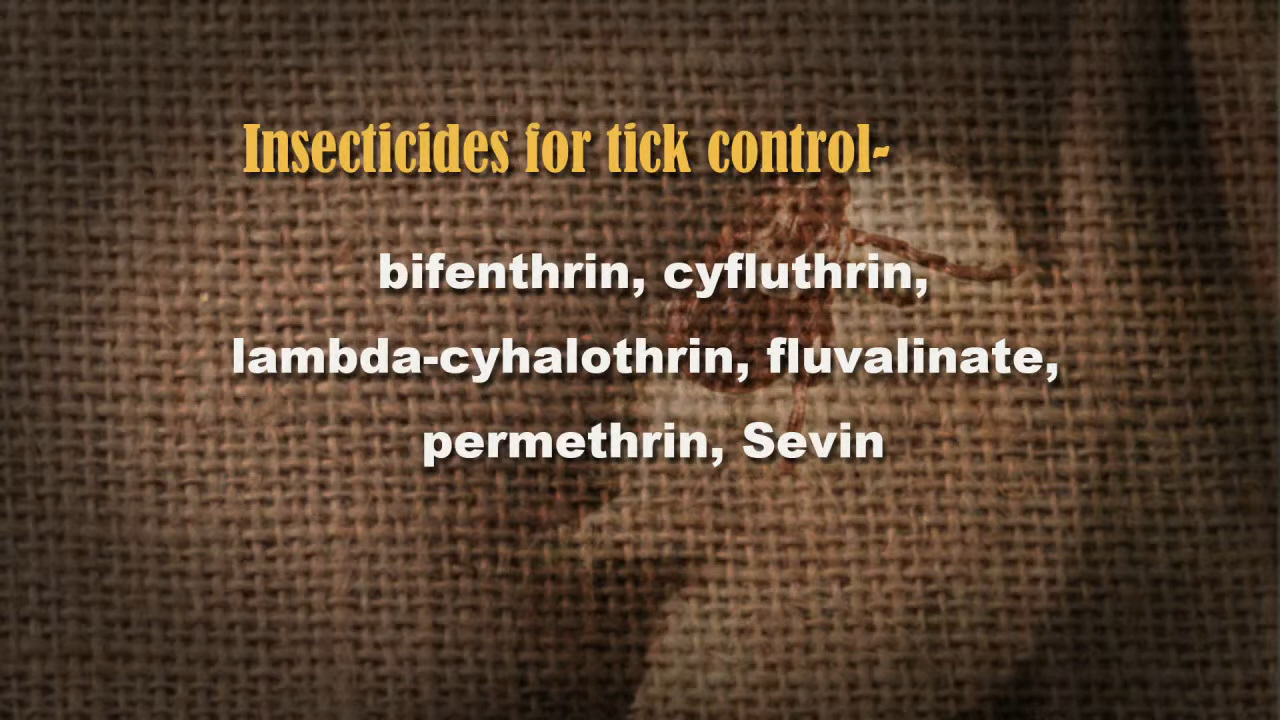 Insecticides for tick control-
bifenthrin, cyfluthrin,
lambda-cyhalothrin, fluvalinate,
permethrin, Sevin